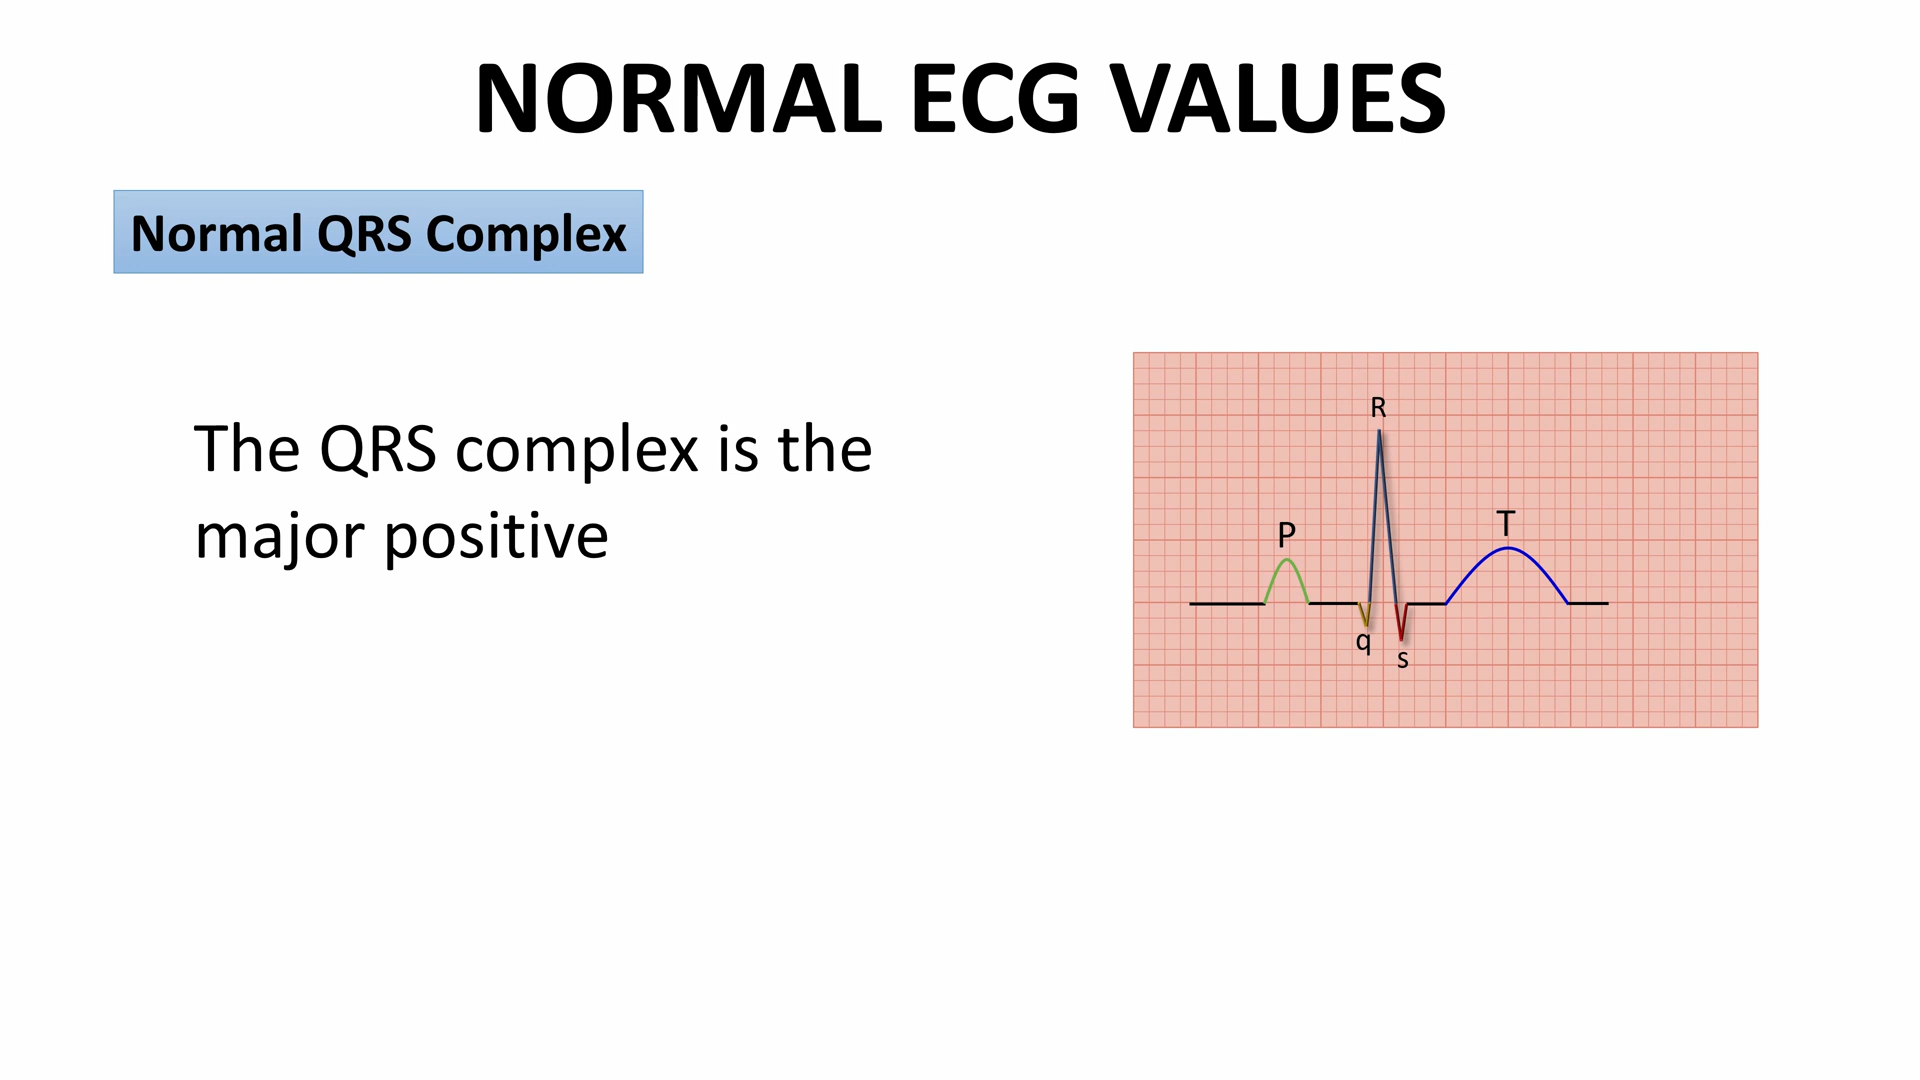 NORMAL ECG VALUES
Normal QRS Complex
The QRS complex is the
major positive
R
P
T
q
s